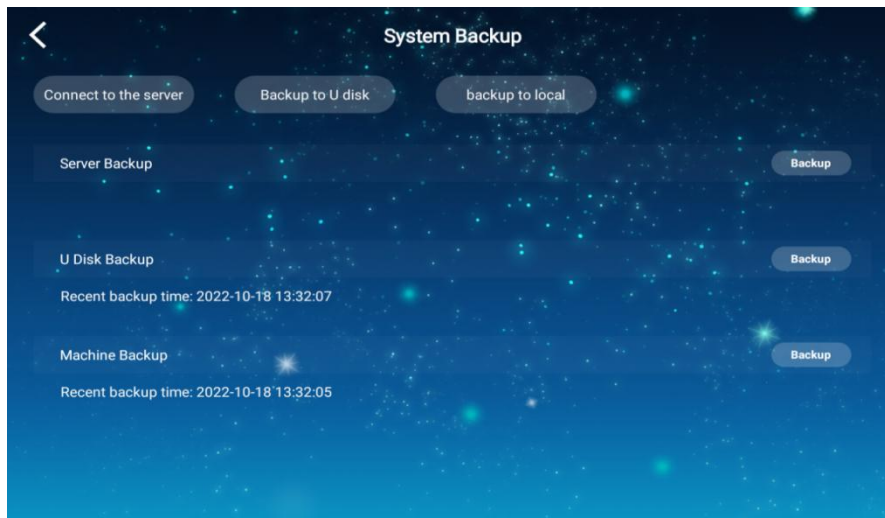 System Backup
Connect to the server Backup to U disk backup to local
Server Backup Backup
U Disk Backup Backup
Recent backup time: 2022-10-18 13:32:07
Machine Backup Backup
Recent backup time: 2022-10-18 13:32:05